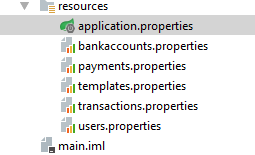 resources
application.properties
bankaccounts.properties
payments.properties
templates.properties
transactions.properties
users.properties
main.iml